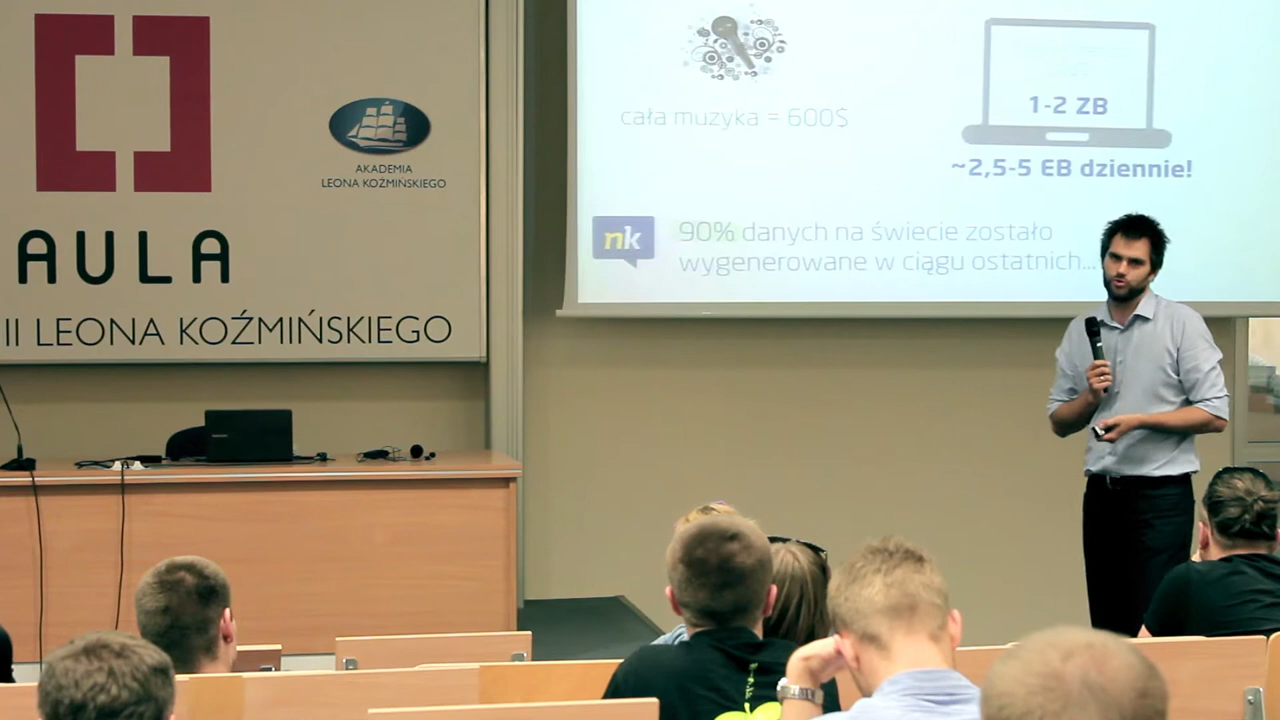 AULA
II LEONA KOŹMIŃSKIEGO
AKADEMIA
LEONA KOŹMIŃSKIEGO
cała muzyka = 600$
1-2 ZB
~2,5-5 EB dziennie!
nk
90% danych na świecie zostało
wygenerowane w ciągu ostatnich...